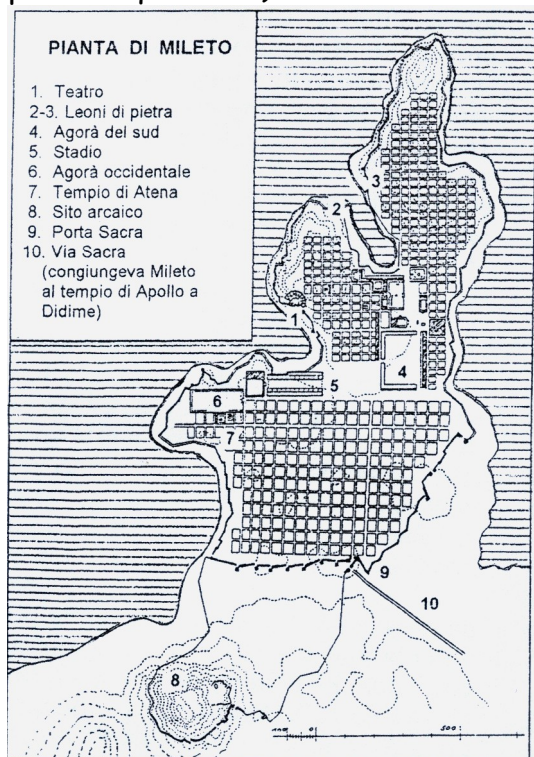 PIANTA DI MILETO
1. Teatro
2-3. Leoni di pietra
4. Agorà del sud
5. Stadio
6. Agorà occidentale
7. Tempio di Atena
8. Sito arcaico
9. Porta Sacra
10. Via Sacra
(congiungeva Mileto
al tempio di Apollo a
Didime)
3
2
1
4
5
6
7
9
10
8
0
500